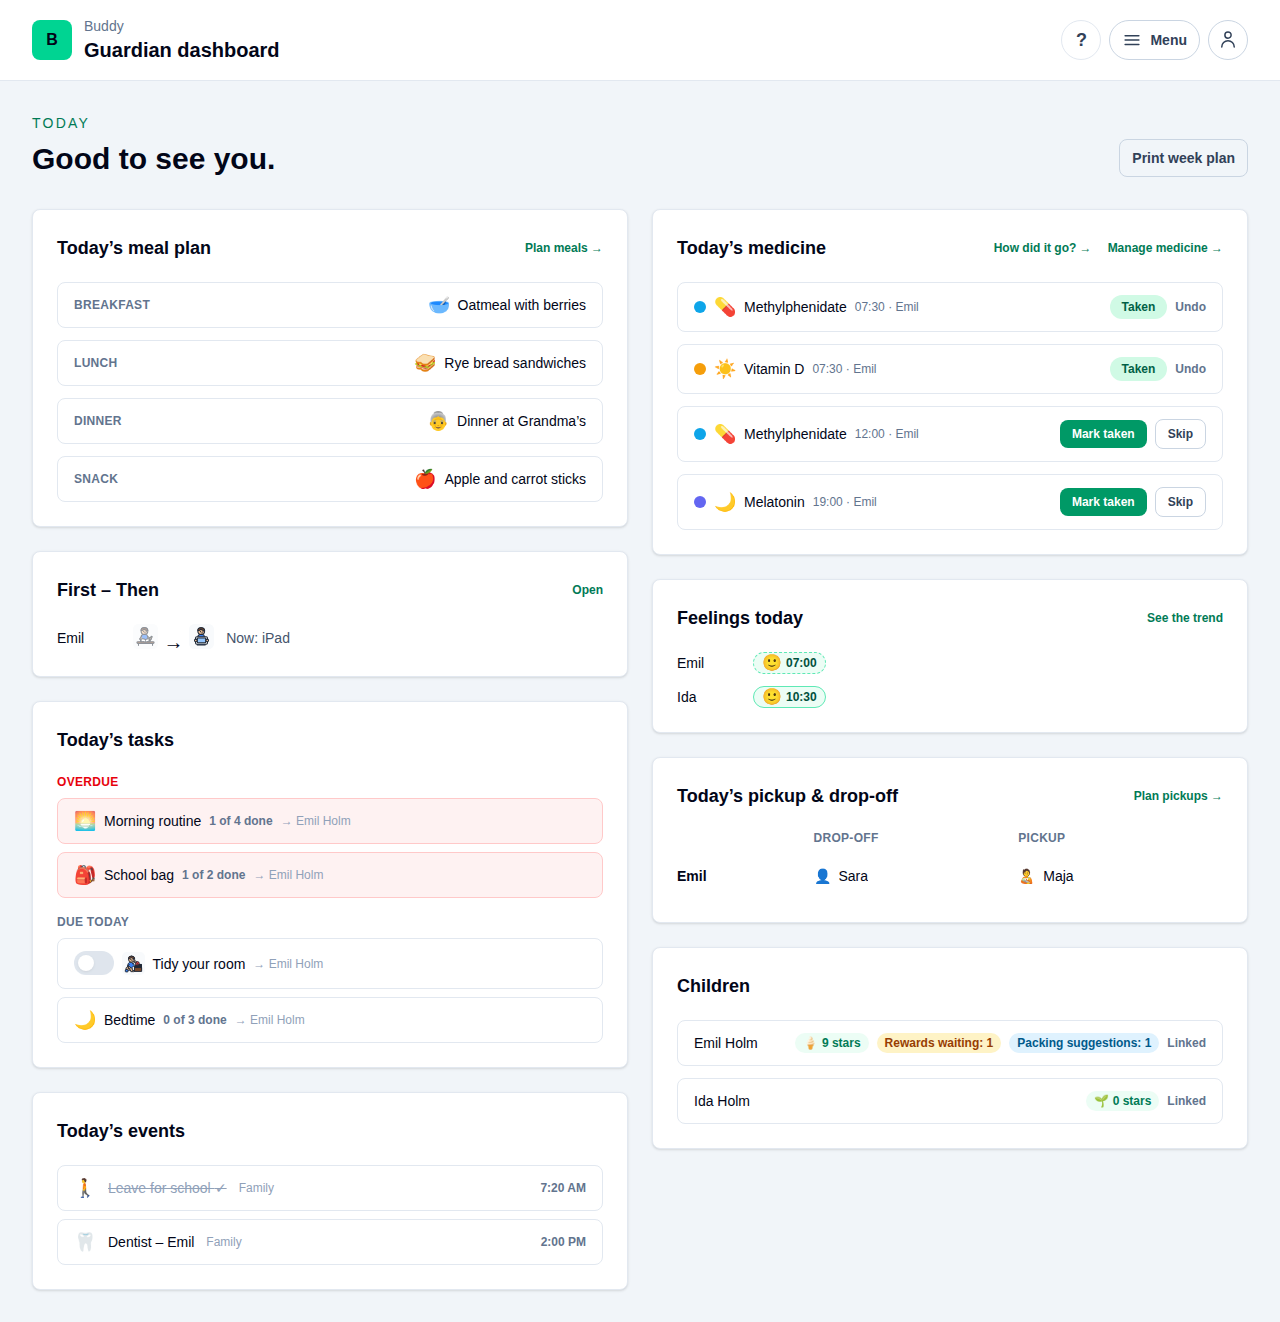 B
Buddy
Guardian dashboard
?
Menu
TODAY
Good to see you.
Print week plan
Today’s meal plan
Plan meals →
BREAKFAST
Oatmeal with berries
LUNCH
Rye bread sandwiches
DINNER
Dinner at Grandma’s
SNACK
Apple and carrot sticks
First – Then
Open
Emil
→
Now: iPad
Today’s tasks
OVERDUE
Morning routine 1 of 4 done → Emil Holm
School bag 1 of 2 done → Emil Holm
DUE TODAY
Tidy your room → Emil Holm
Bedtime 0 of 3 done → Emil Holm
Today’s events
Leave for school ✓ Family 7:20 AM
Dentist – Emil Family 2:00 PM
Today’s medicine
How did it go? → Manage medicine →
Methylphenidate 07:30 · Emil Taken Undo
Vitamin D 07:30 · Emil Taken Undo
Methylphenidate 12:00 · Emil Mark taken Skip
Melatonin 19:00 · Emil Mark taken Skip
Feelings today
See the trend
Emil 07:00
Ida 10:30
Today’s pickup & drop-off
Plan pickups →
DROP-OFF PICKUP
Emil Sara Maja
Children
Emil Holm 9 stars Rewards waiting: 1 Packing suggestions: 1 Linked
Ida Holm 0 stars Linked